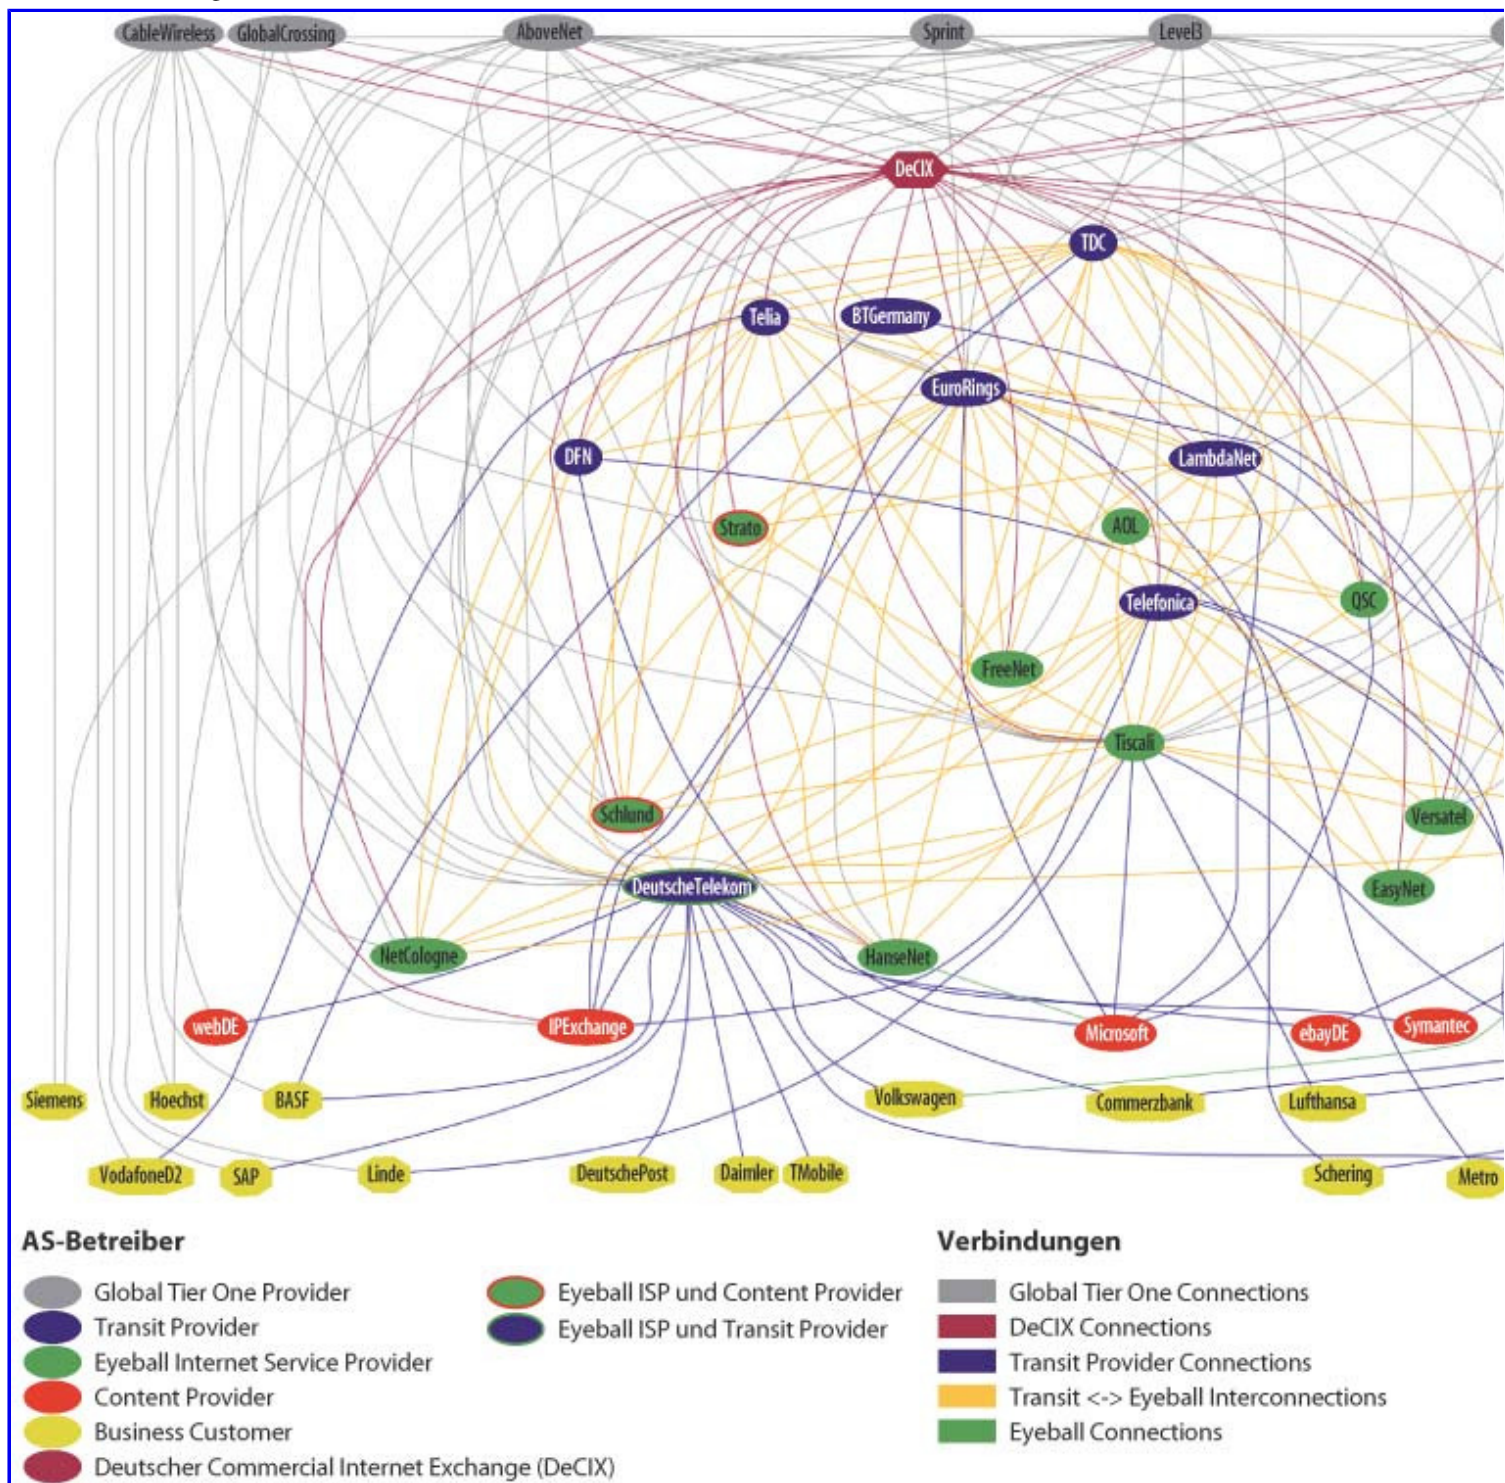 CableWireless GlobalCrossing AboveNet Sprint Level3
DeCIX
TDC
Telia BTGermany
EuroRings
DFN LambdaNet
Strato AOL
Telefonica QSC
FreeNet
Tiscali
Schlund Versatel
DeutscheTelekom EasyNet
NetCologne HanseNet
webDE IPExchange Microsoft ebayDE Symantec
Siemens Hoechst BASF Volkswagen Commerzbank Lufthansa
VodafoneD2 SAP Linde DeutschePost Daimler TMobile Schering Metro
AS-Betreiber Verbindungen
Global Tier One Provider Eyeball ISP und Content Provider Global Tier One Connections
Transit Provider Eyeball ISP und Transit Provider DeCIX Connections
Eyeball Internet Service Provider Transit Provider Connections
Content Provider Transit <-> Eyeball Interconnections
Business Customer Eyeball Connections
Deutscher Commercial Internet Exchange (DeCIX)